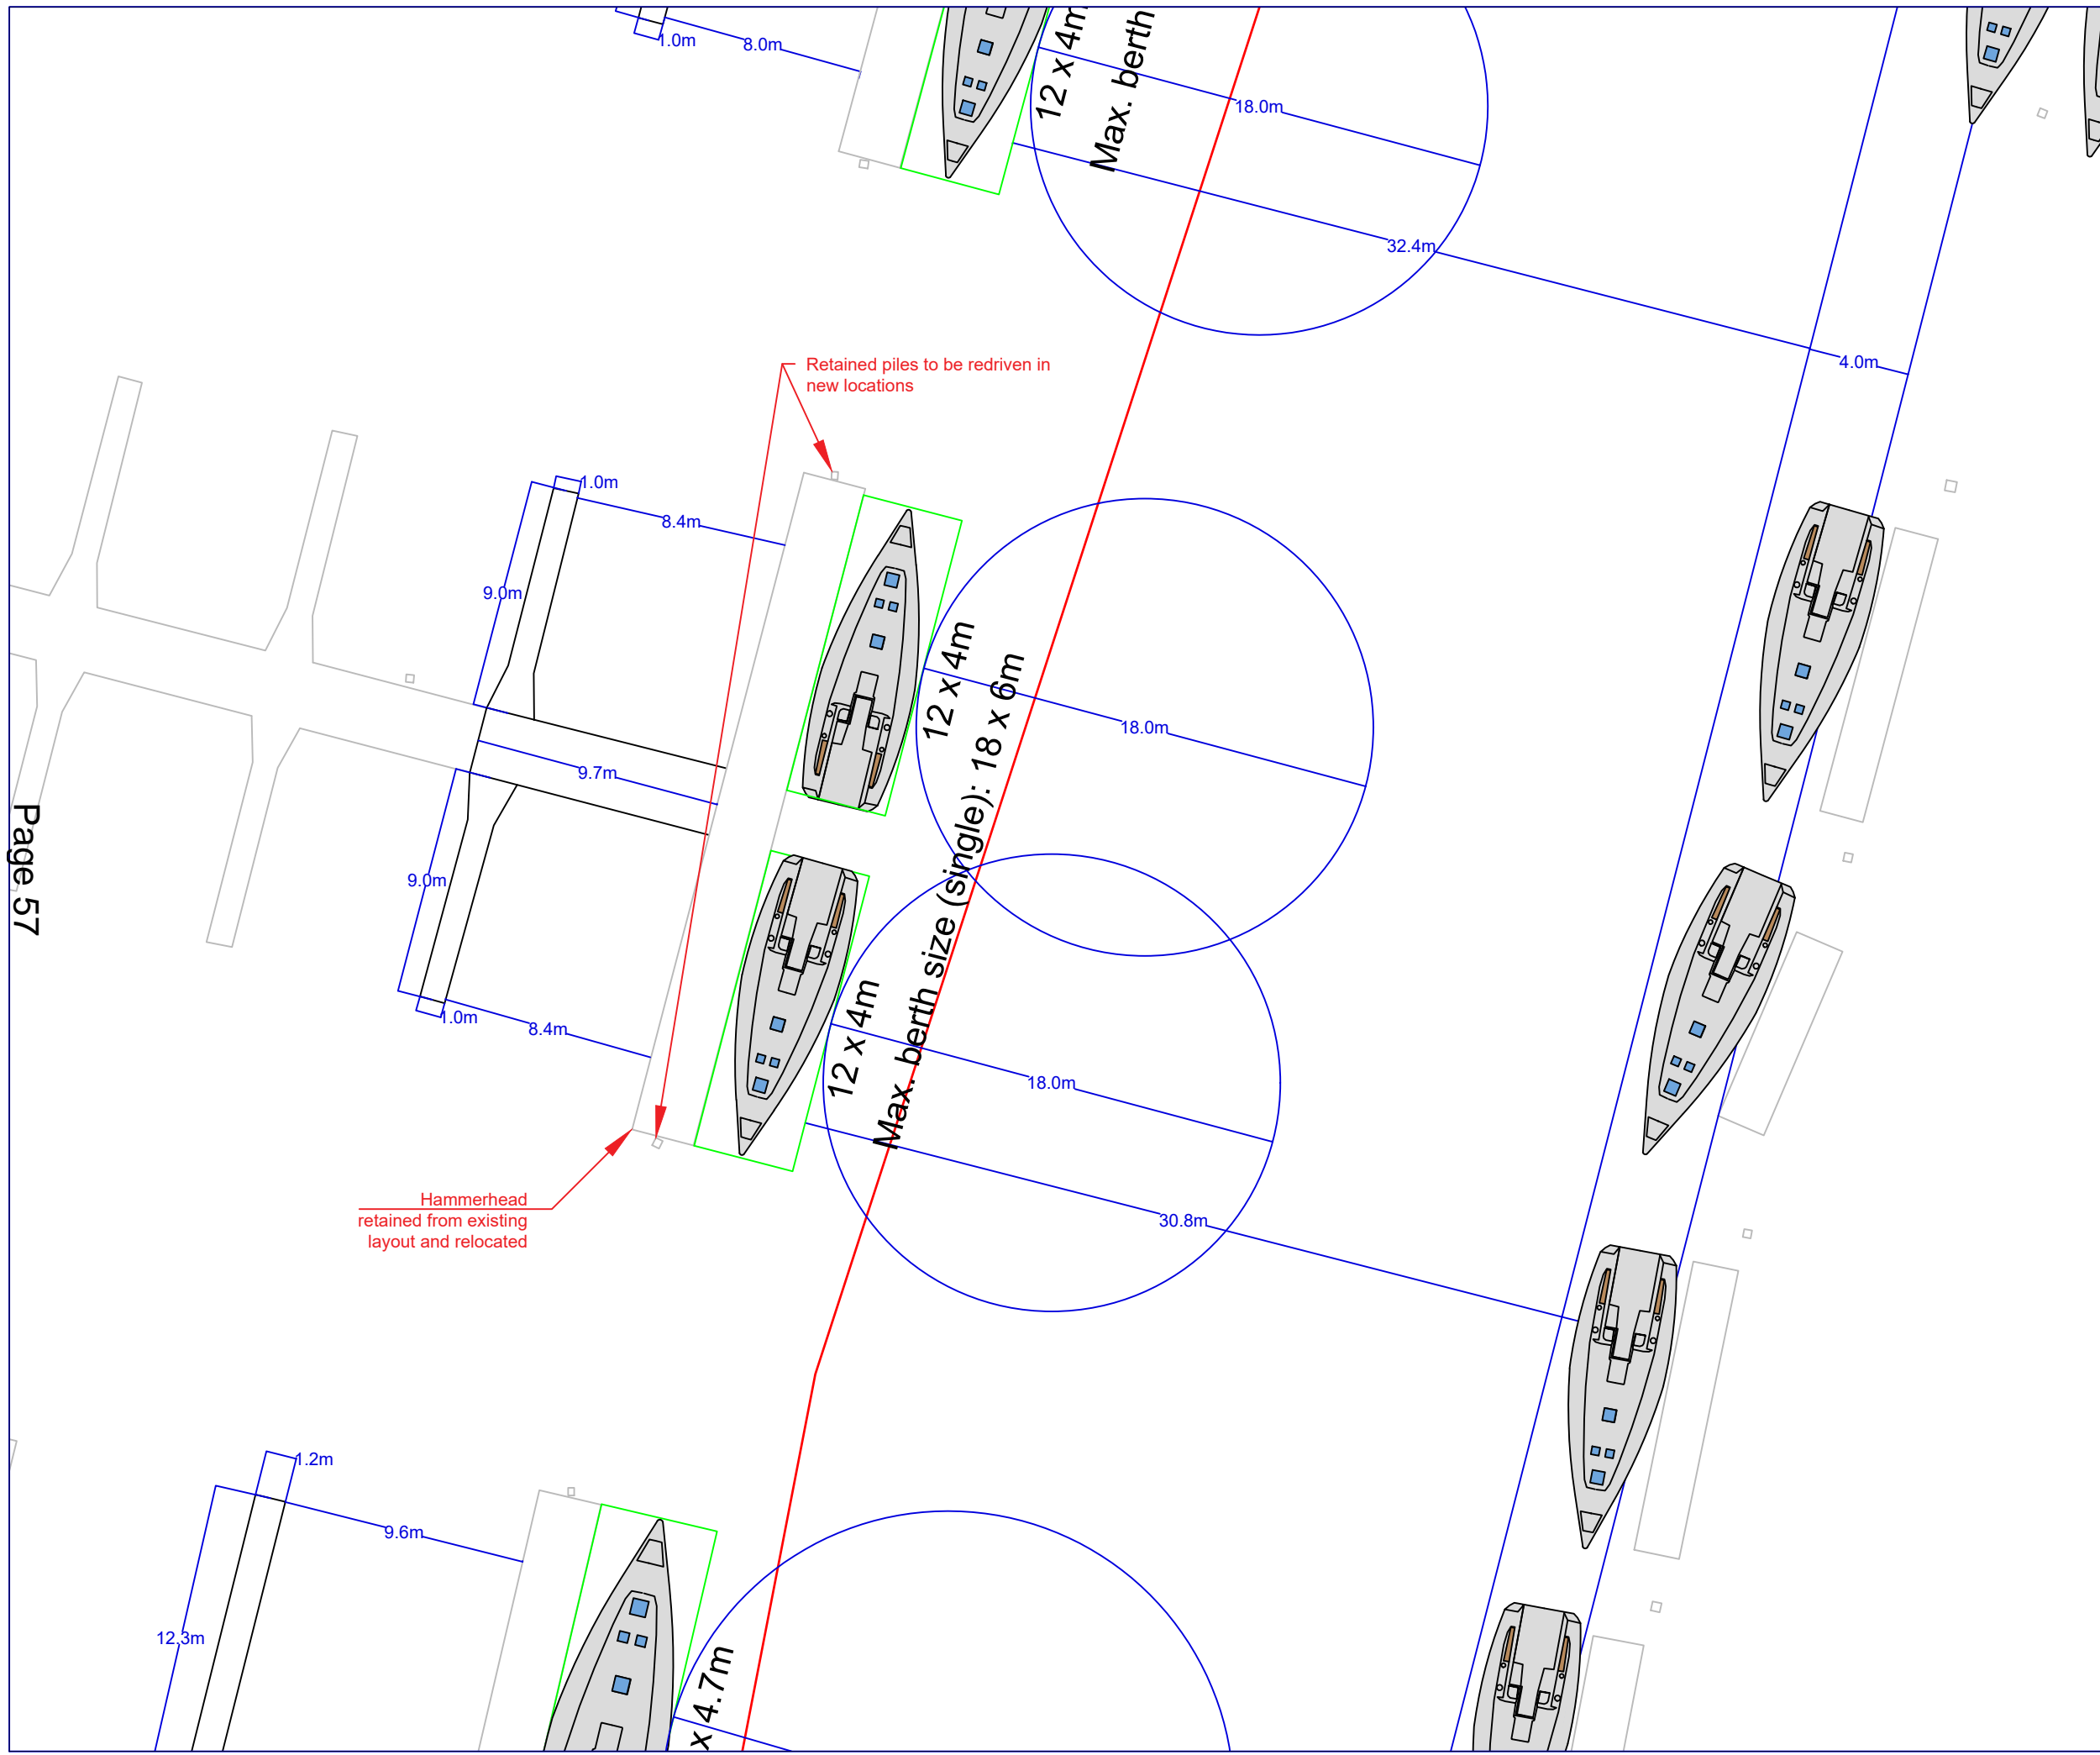 1.0m
8.0m
12 x 4m
Max. berth
18.0m
32.4m
4.0m
Retained piles to be redriven in
new locations
1.0m
8.4m
9.0m
12 x 4m
Max. berth size (single): 18 x 6m
18.0m
9.7m
Page 57
9.0m
1.0m
8.4m
12 x 4m
18.0m
Hammerhead
retained from existing
layout and relocated
30.8m
1.2m
9.6m
12.3m
x 4.7m